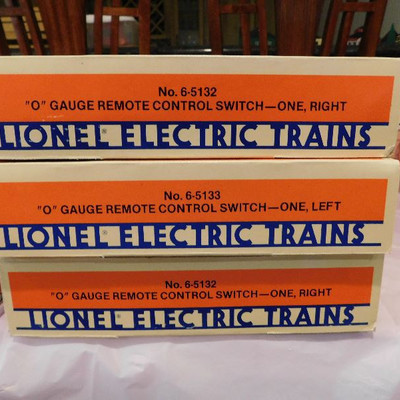 No. 6-5132
"O" GAUGE REMOTE CONTROL SWITCH—ONE, RIGHT
LIONEL ELECTRIC TRAINS
No. 6-5133
"O" GAUGE REMOTE CONTROL SWITCH—ONE, LEFT
LIONEL ELECTRIC TRAINS
No. 6-5132
"O" GAUGE REMOTE CONTROL SWITCH—ONE, RIGHT
LIONEL ELECTRIC TRAINS